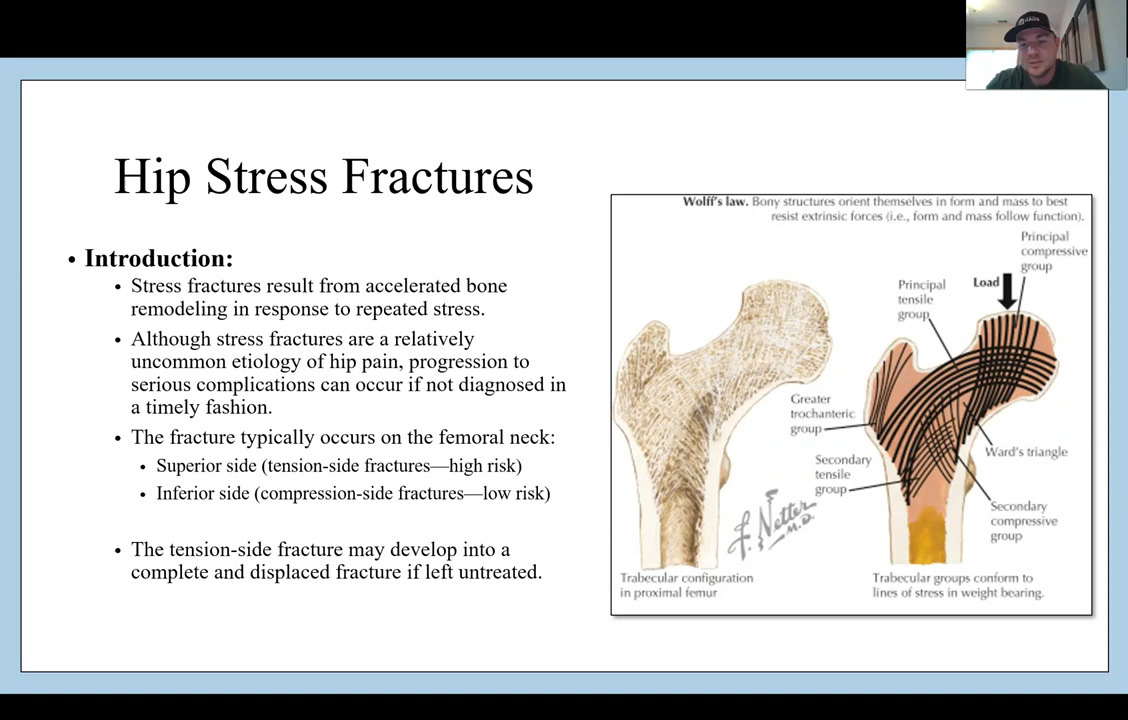 Hip Stress Fractures
• Introduction:
• Stress fractures result from accelerated bone
remodeling in response to repeated stress.
• Although stress fractures are a relatively
uncommon etiology of hip pain, progression to
serious complications can occur if not diagnosed in
a timely fashion.
• The fracture typically occurs on the femoral neck:
• Superior side (tension-side fractures—high risk)
• Inferior side (compression-side fractures—low risk)
• The tension-side fracture may develop into a
complete and displaced fracture if left untreated.
Wolff's law. Bony structures orient themselves in form and mass to best
resist extrinsic forces (i.e., form and mass follow function).
Principal
compressive
group
Load
Principal
tensile
group
Greater
trochanteric
group
Secondary
tensile
group
Ward's triangle
Secondary
compressive
group
F. Netter
M.D.
Trabecular configuration
in proximal femur
Trabecular groups conform to
lines of stress in weight bearing.